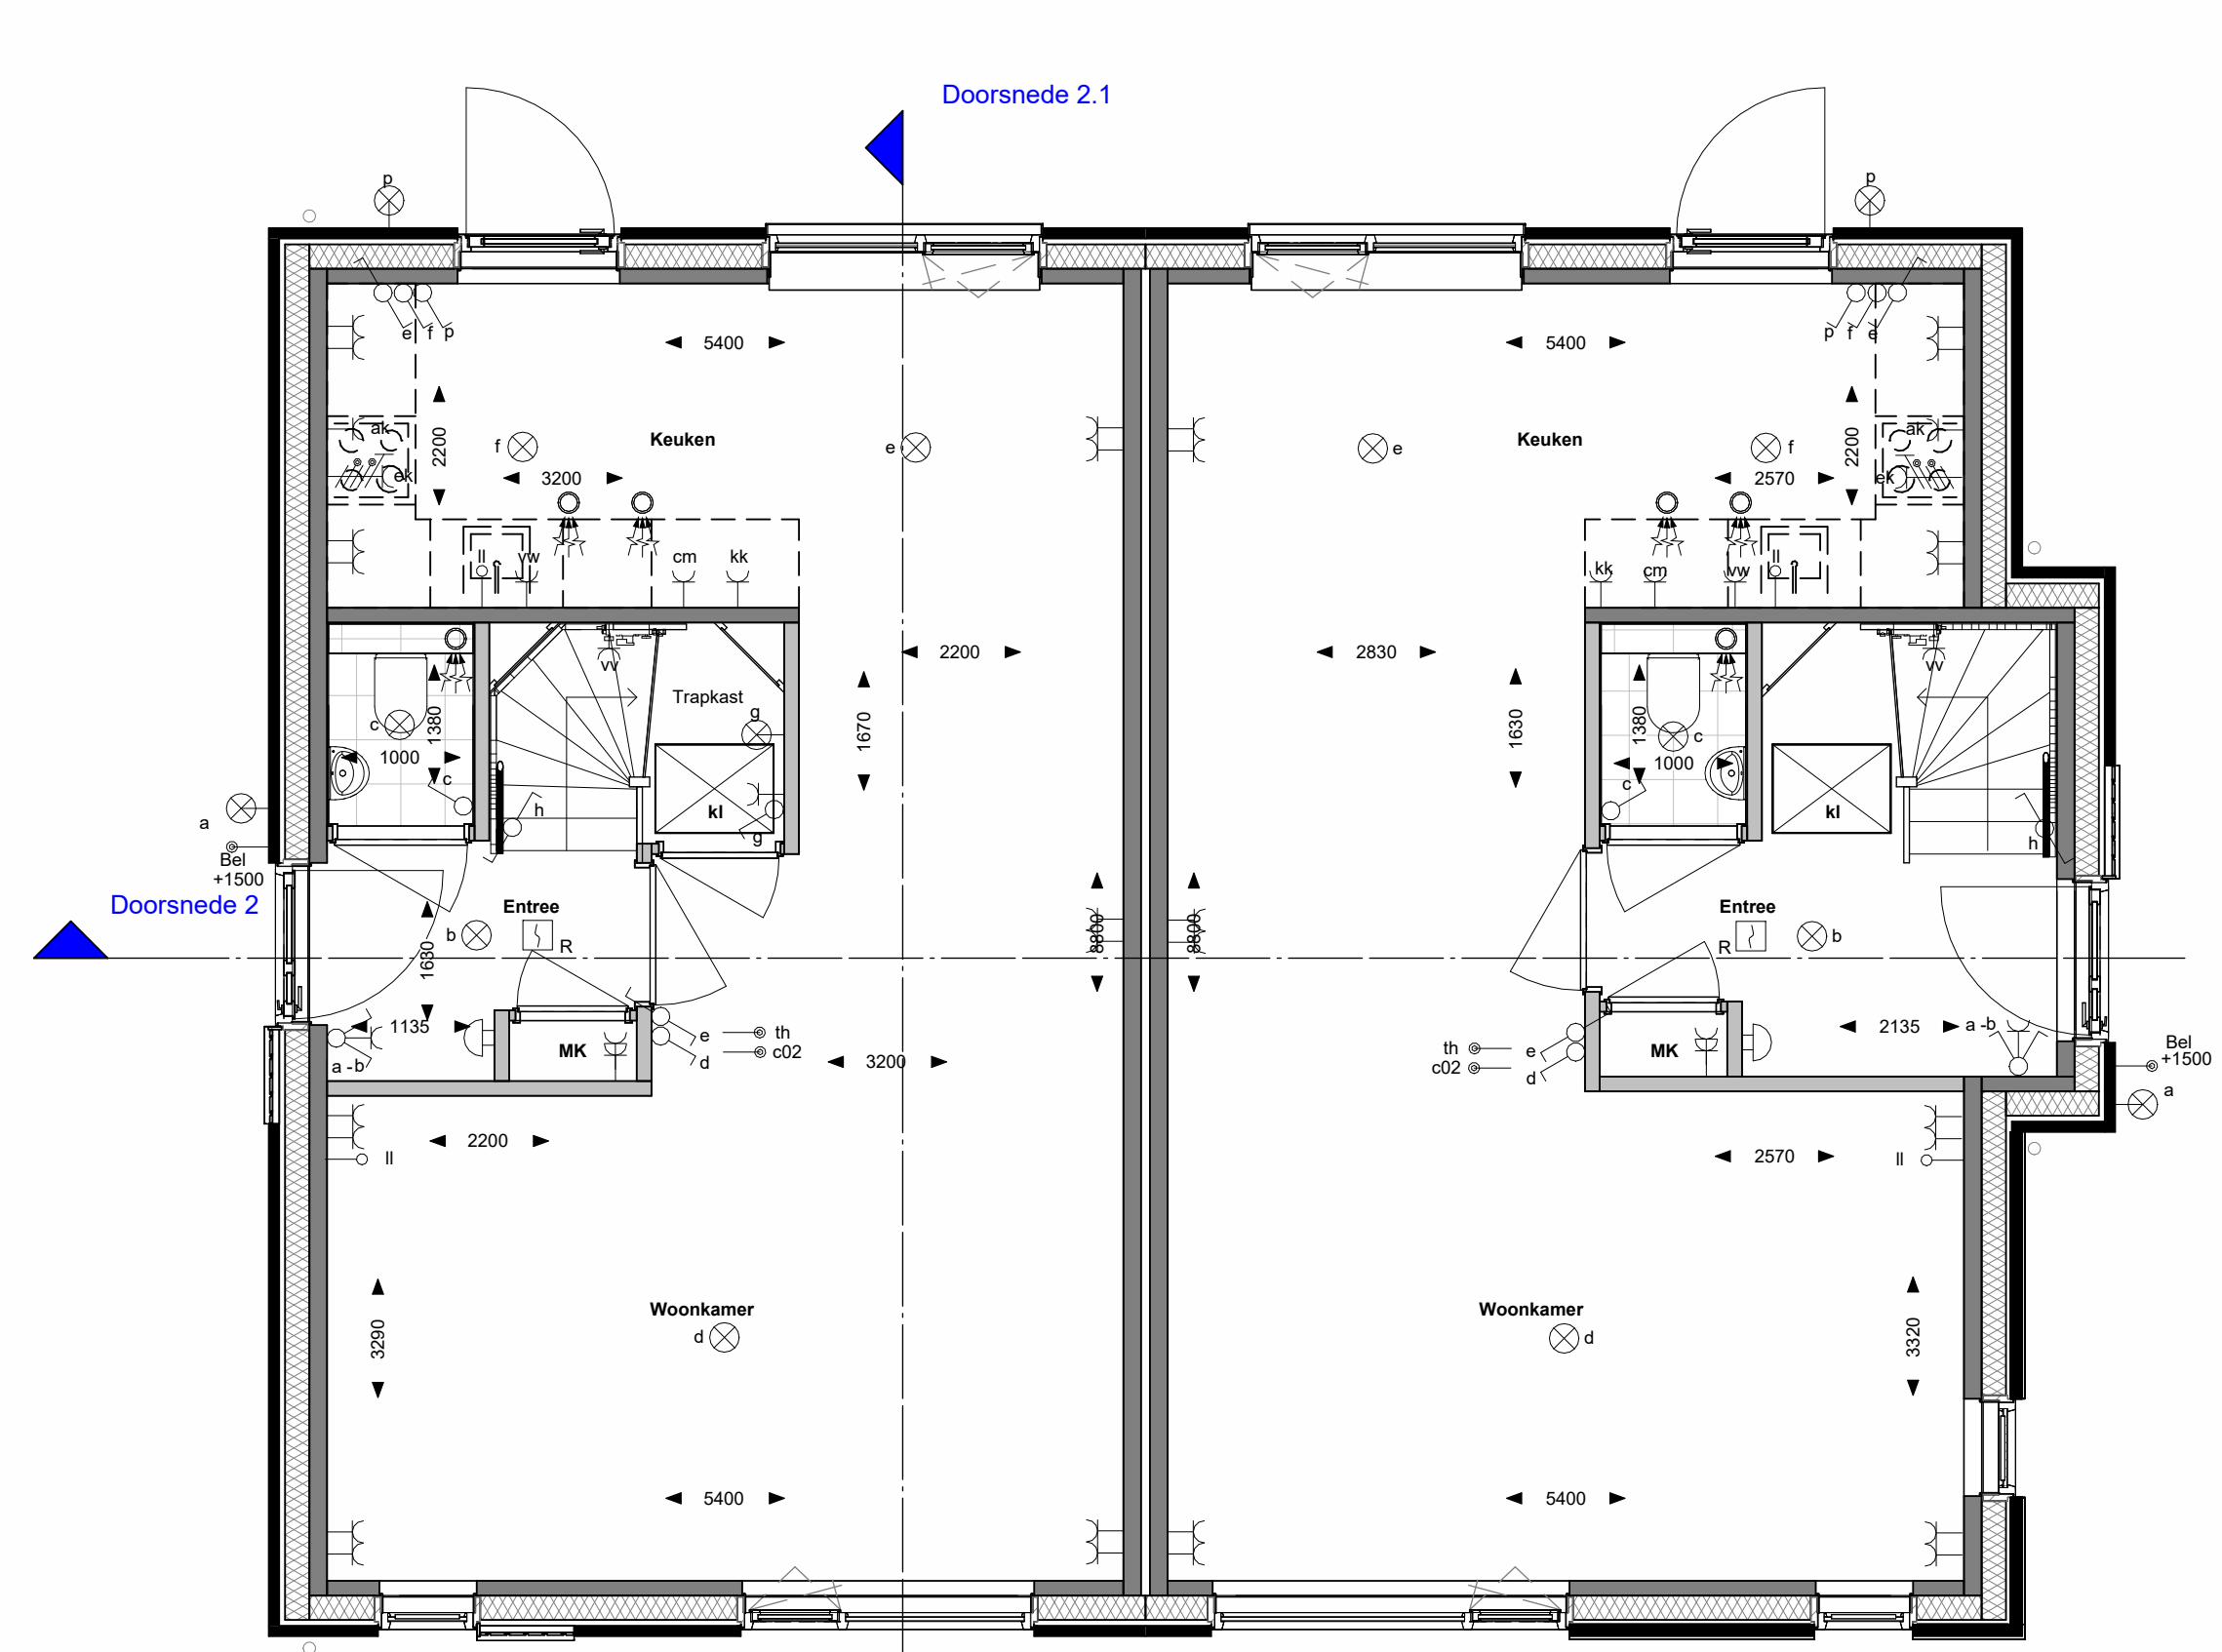 Doorsnede 2.1
p
p
e f p
p f e
5400
5400
2200
ak
f
Keuken
e
e
Keuken
f
2200
ak
ek
3200
2570
ek
ll
vw
cm
kk
kk
cm
vw
ll
vv
2200
2830
vv
Trapkast
g
c
1380
1670
1630
1380
c
1000
1000
c
c
h
kl
g
kl
h
a
Bel
+1500
Doorsnede 2
Entree
b
R
1630
8800
8800
Entree
R
b
1135
a -b
MK
e
d
th
c02
3200
th
c02
e
d
MK
2135
a -b
Bel
+1500
a
2200
ll
2570
ll
3290
Woonkamer
d
Woonkamer
d
3320
5400
5400